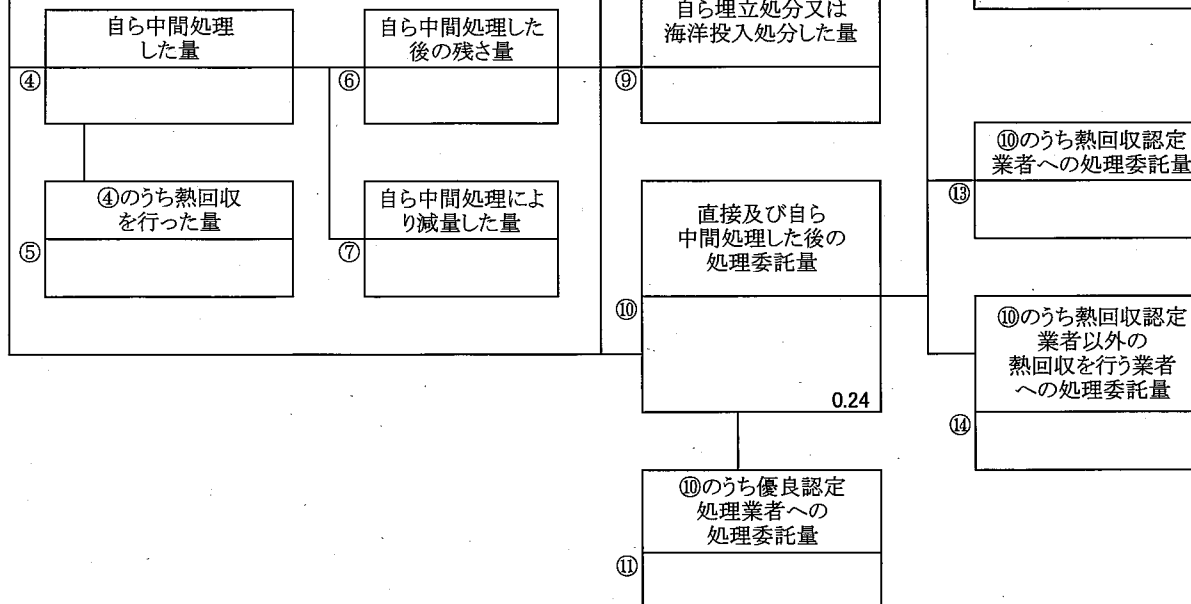 自ら中間処理
した量
④
自ら中間処理した
後の残さ量
⑥
自ら埋立処分又は
海洋投入処分した量
⑨
④のうち熱回収
を行った量
⑤
自ら中間処理によ
り減量した量
⑦
直接及び自ら
中間処理した後の
処理委託量
⑩
0.24
⑩のうち熱回収認定
業者への処理委託量
⑬
⑩のうち熱回収認定
業者以外の
熱回収を行う業者
への処理委託量
⑭
⑩のうち優良認定
処理業者への
処理委託量
⑪